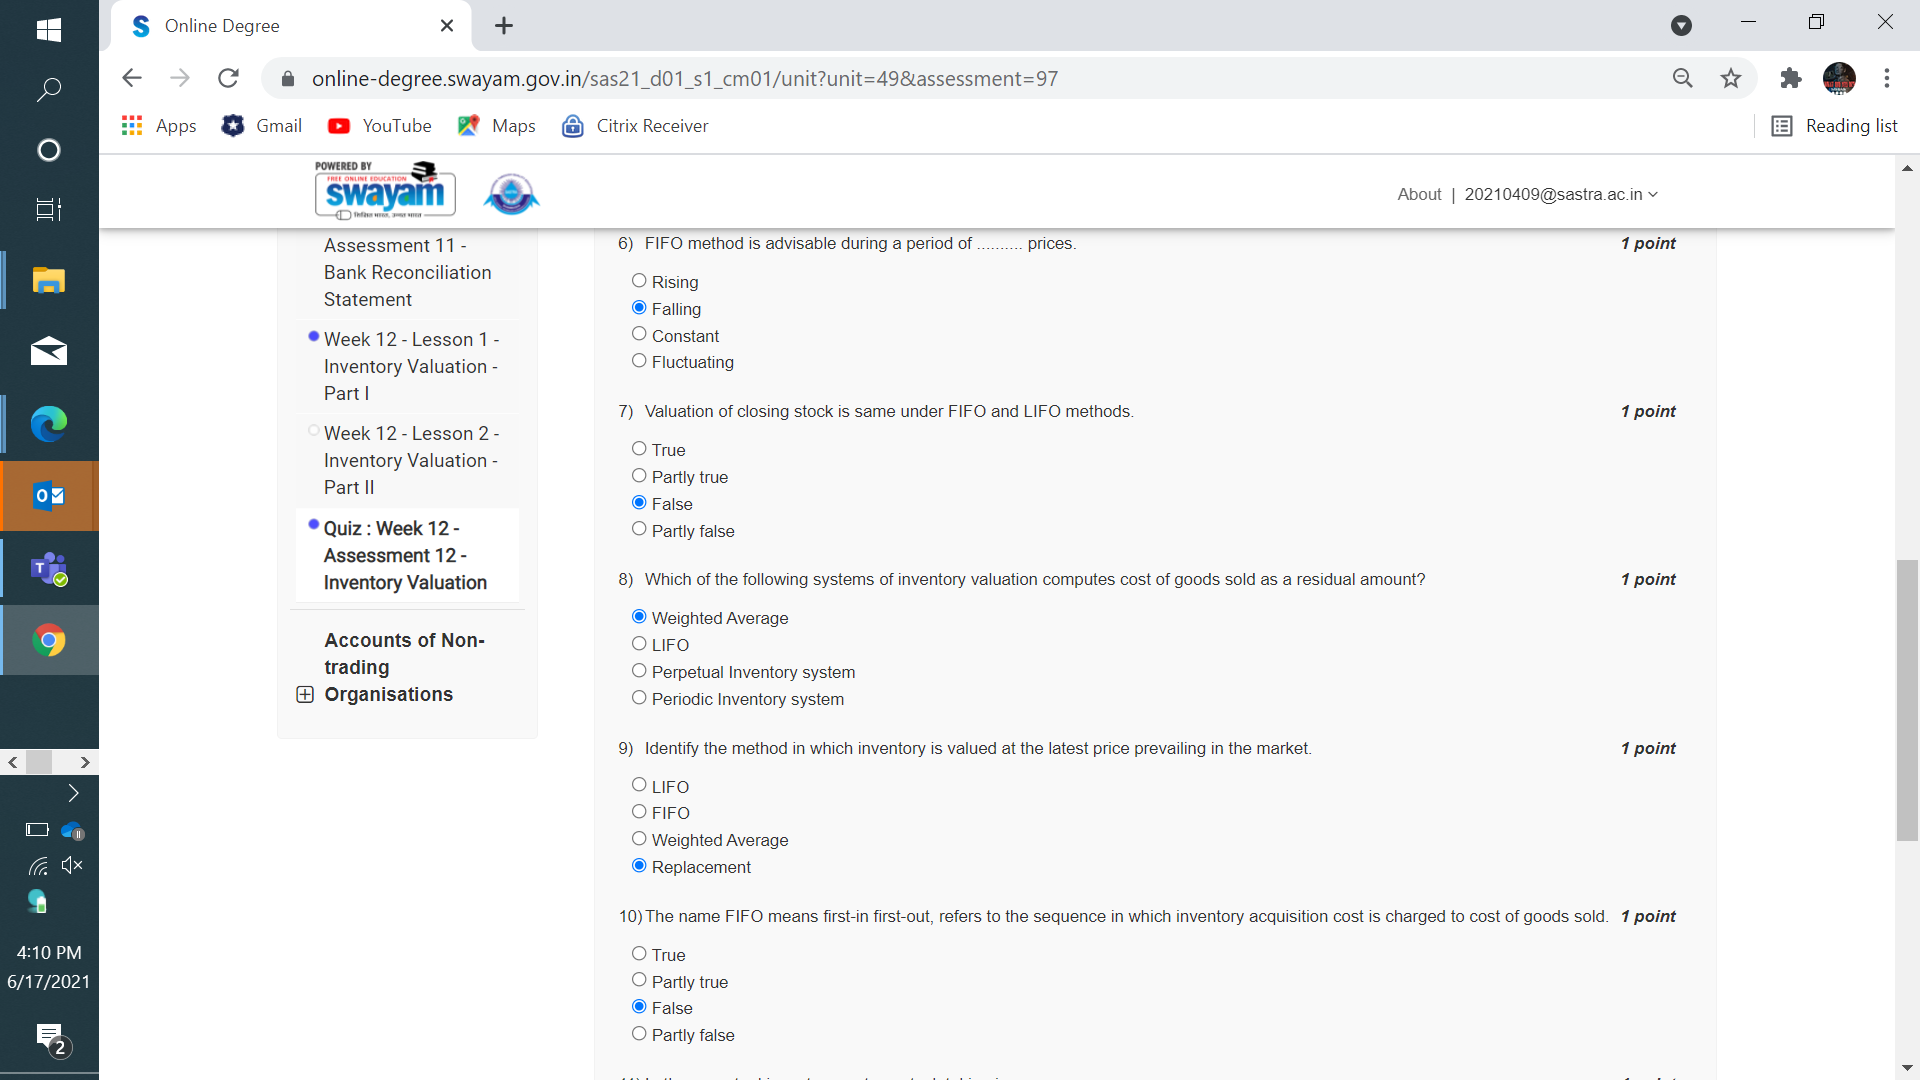 Online Degree
online-degree.swayam.gov.in/sas21_d01_s1_cm01/unit?unit=49&assessment=97
Apps
Gmail
YouTube
Maps
Citrix Receiver
Reading list
POWERED BY
FREE ONLINE EDUCATION
swayam
About | 20210409@sastra.ac.in
Assessment 11 -
Bank Reconciliation
Statement
Week 12 - Lesson 1 -
Inventory Valuation -
Part I
Week 12 - Lesson 2 -
Inventory Valuation -
Part II
Quiz : Week 12 -
Assessment 12 -
Inventory Valuation
Accounts of Non-
trading
Organisations
6) FIFO method is advisable during a period of .......... prices. 1 point
Rising
Falling
Constant
Fluctuating
7) Valuation of closing stock is same under FIFO and LIFO methods. 1 point
True
Partly true
False
Partly false
8) Which of the following systems of inventory valuation computes cost of goods sold as a residual amount? 1 point
Weighted Average
LIFO
Perpetual Inventory system
Periodic Inventory system
9) Identify the method in which inventory is valued at the latest price prevailing in the market. 1 point
LIFO
FIFO
Weighted Average
Replacement
10) The name FIFO means first-in first-out, refers to the sequence in which inventory acquisition cost is charged to cost of goods sold. 1 point
True
Partly true
False
Partly false
4:10 PM
6/17/2021
2